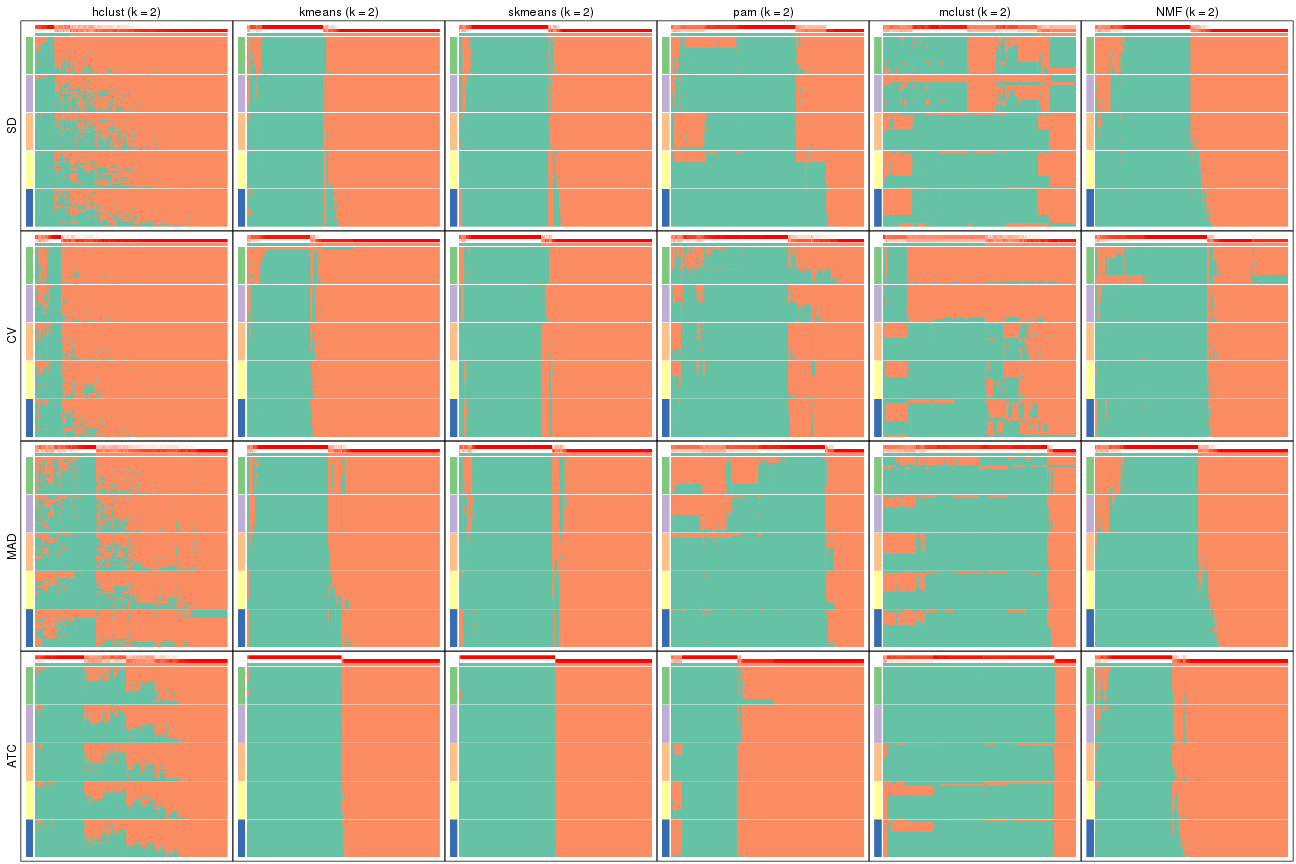 hclust (k = 2) kmeans (k = 2) skmeans (k = 2) pam (k = 2) mclust (k = 2) NMF (k = 2)
SD
CV
MAD
ATC